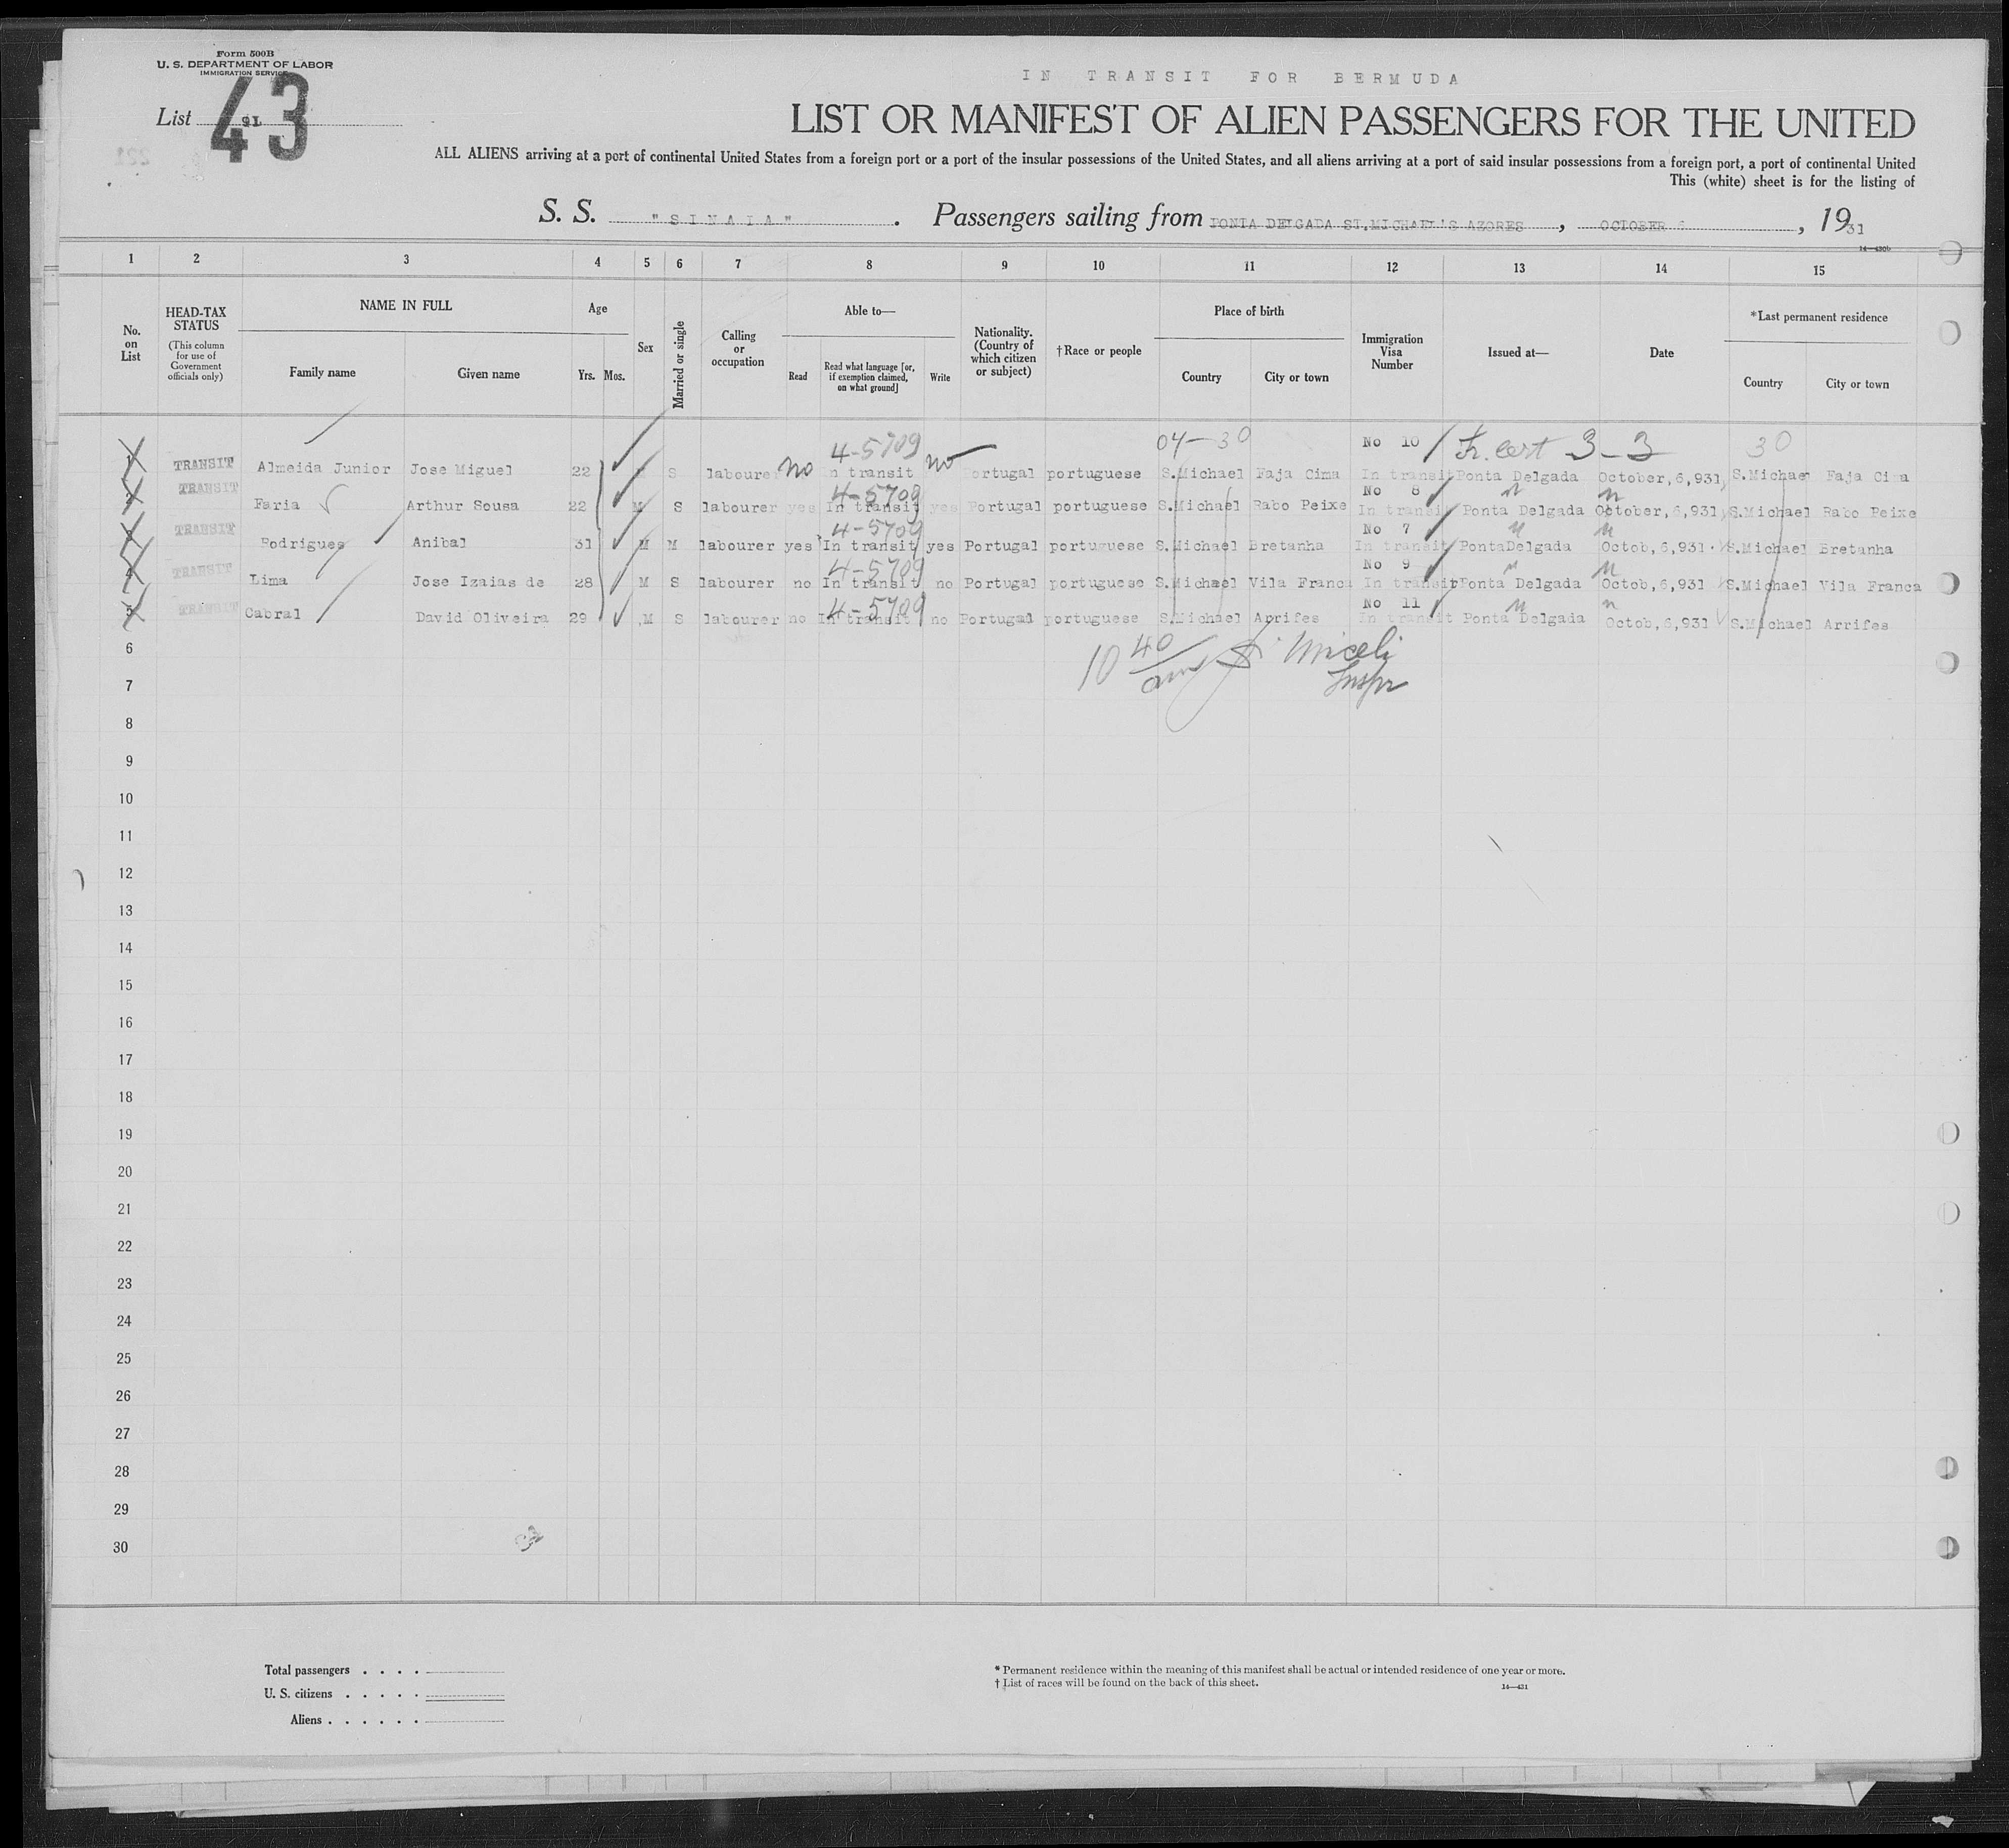 Form 500B
U. S. DEPARTMENT OF LABOR
IMMIGRATION SERVICE
IN TRANSIT FOR BERMUDA
List 91
43
LIST OR MANIFEST OF ALIEN PASSENGERS FOR THE UNITED
ALL ALIENS arriving at a port of continental United States from a foreign port or a port of the insular possessions of the United States, and all aliens arriving at a port of said insular possessions from a foreign port, a port of continental United
This (white) sheet is for the listing of
S. S. "SINAIA". Passengers sailing from PONTA DELGADA ST.MICHAEL'S AZORES, OCTOBER 6, 1931
14—430b
1 2 3 4 5 6 7 8 9 10 11 12 13 14 15
No. on List
HEAD-TAX STATUS
(This column for use of Government officials only)
NAME IN FULL
Family name Given name
Age
Yrs. Mos.
Sex
Married or single
Calling or occupation
Able to—
Read
Read what language [or, if exemption claimed, on what ground]
Write
Nationality. (Country of which citizen or subject)
†Race or people
Place of birth
Country City or town
Immigration Visa Number
Issued at—
Date
*Last permanent residence
Country City or town
4-5709 04-30 No 10 Tr. cert 3-3 30
1 TRANSIT Almeida Junior Jose Miguel 22 S labourer no In transit no Portugal portuguese S.Michael Faja Cima In transit Ponta Delgada October,6,931 S.Michael Faja Cima
4-5709 No 8 " "
2 TRANSIT Faria Arthur Sousa 22 M S labourer yes In transit yes Portugal portuguese S.Michael Rabo Peixe In transit Ponta Delgada October,6,931 S.Michael Rabo Peixe
4-5709 No 7 " "
3 TRANSIT Rodrigues Anibal 31 M M labourer yes In transit yes Portugal portuguese S.Michael Bretanha In transit PontaDelgada Octob,6,931 S.Michael Bretanha
4-5709 No 9 " "
4 TRANSIT Lima Jose Izaias de 28 M S labourer no In transit no Portugal portuguese S.Michael Vila Franca In transit Ponta Delgada Octob,6,931 S.Michael Vila Franca
4-5709 No 11 " "
5 TRANSIT Cabral David Oliveira 29 M S labourer no In transit no Portugal portuguese S.Michael Arrifes In transit Ponta Delgada Octob,6,931 S.Michael Arrifes
10 40 am Miceli
Inspr
6
7
8
9
10
11
12
13
14
15
16
17
18
19
20
21
22
23
24
25
26
27
28
29
30
Total passengers . . . .
U. S. citizens . . . . .
Aliens . . . . . .
* Permanent residence within the meaning of this manifest shall be actual or intended residence of one year or more.
† List of races will be found on the back of this sheet.
14—431